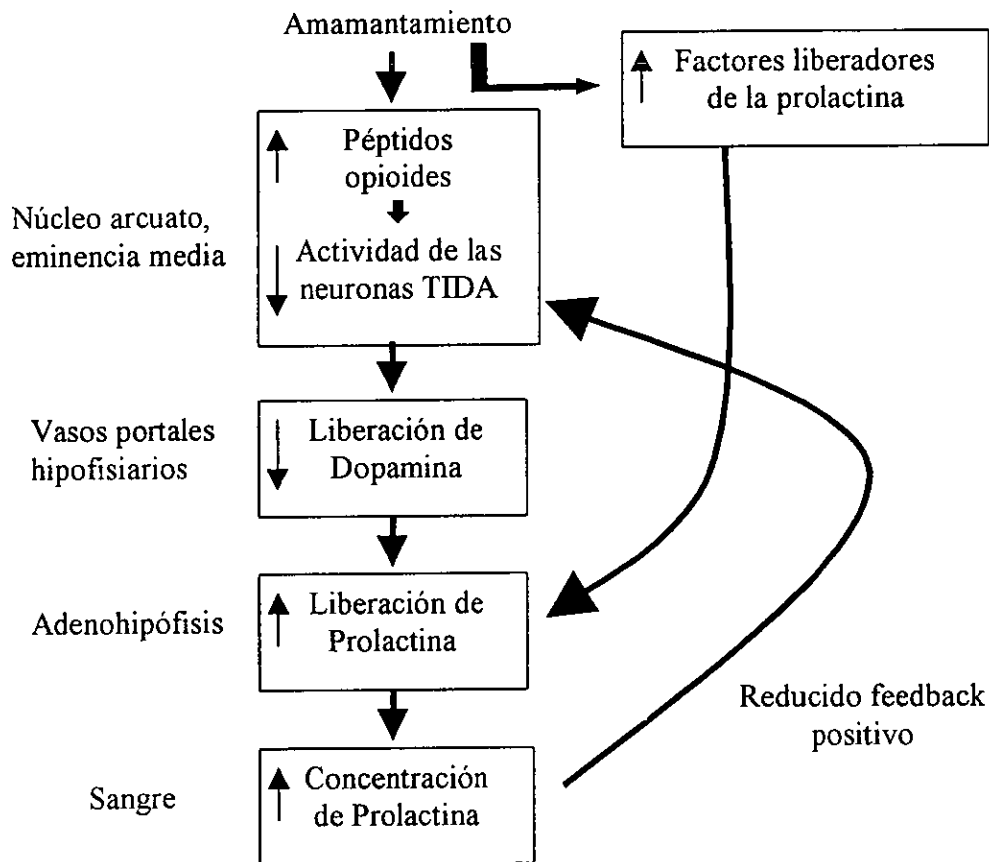 Amamantamiento
Factores liberadores
de la prolactina
Péptidos
opioides
Núcleo arcuato,
eminencia media
Actividad de las
neuronas TIDA
Vasos portales
hipofisiarios
Liberación de
Dopamina
Adenohipófisis
Liberación de
Prolactina
Reducido feedback
positivo
Sangre
Concentración
de Prolactina